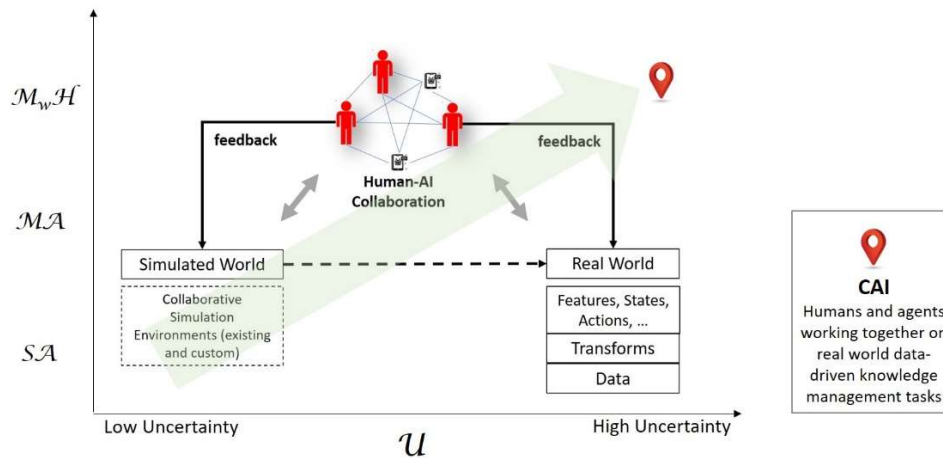 M_wH
feedback
feedback
Human-AI
Collaboration
MA
Simulated World
Real World
Collaborative
Simulation
Environments (existing
and custom)
Features, States,
Actions, ...
Transforms
Data
SA
Low Uncertainty
High Uncertainty
U
CAI
Humans and agents
working together on
real world data-
driven knowledge
management tasks